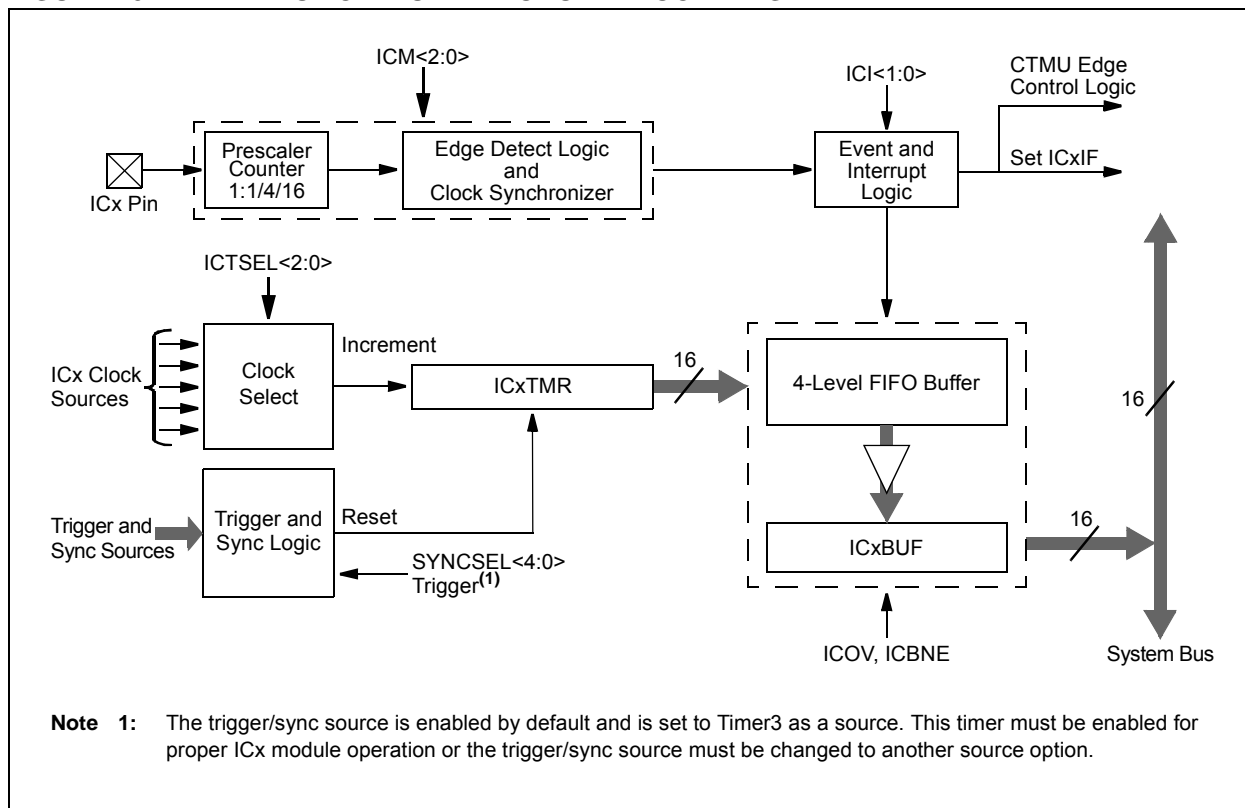 ICM<2:0>
ICI<1:0>
CTMU Edge
Control Logic
Prescaler
Counter
1:1/4/16
Edge Detect Logic
and
Clock Synchronizer
Event and
Interrupt
Logic
Set ICxIF
ICx Pin
ICTSEL<2:0>
ICx Clock
Sources
Clock
Select
Increment
ICxTMR
16
4-Level FIFO Buffer
16
Trigger and
Sync Sources
Trigger and
Sync Logic
Reset
SYNCSEL<4:0>
Trigger(1)
ICxBUF
16
ICOV, ICBNE
System Bus
Note 1: The trigger/sync source is enabled by default and is set to Timer3 as a source. This timer must be enabled for
proper ICx module operation or the trigger/sync source must be changed to another source option.